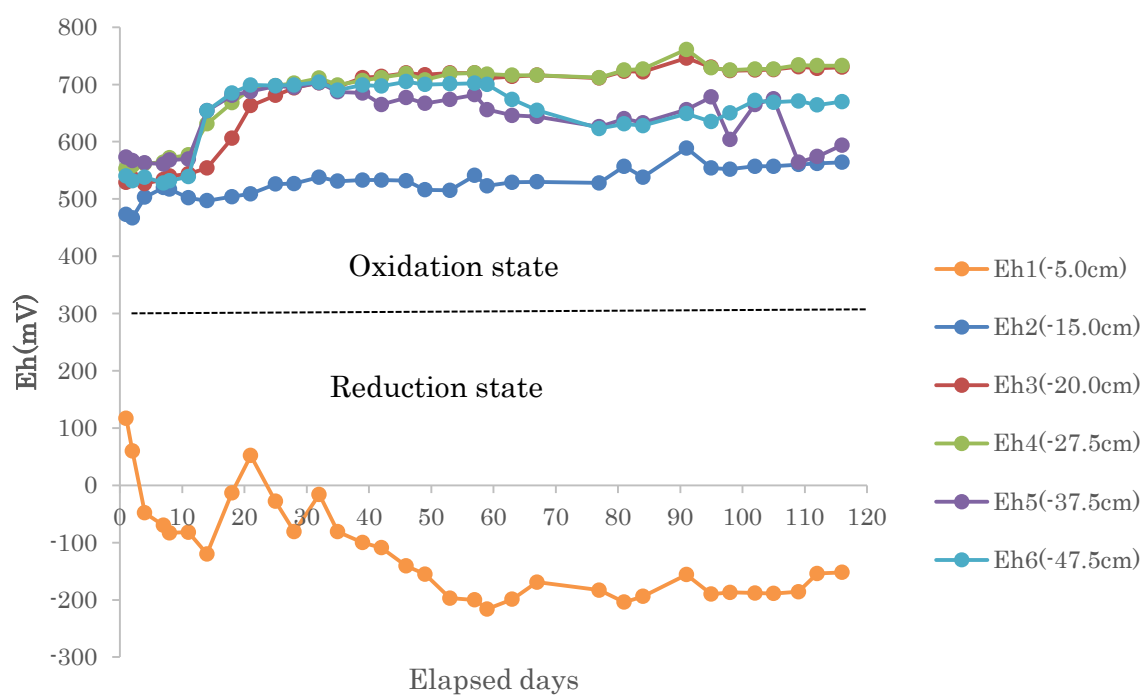 800
700
600
500
400
300
200
100
0
-100
-200
-300
Eh(mV)
0 10 20 30 40 50 60 70 80 90 100 110 120
Elapsed days
Oxidation state
Reduction state
Eh1(-5.0cm)
Eh2(-15.0cm)
Eh3(-20.0cm)
Eh4(-27.5cm)
Eh5(-37.5cm)
Eh6(-47.5cm)